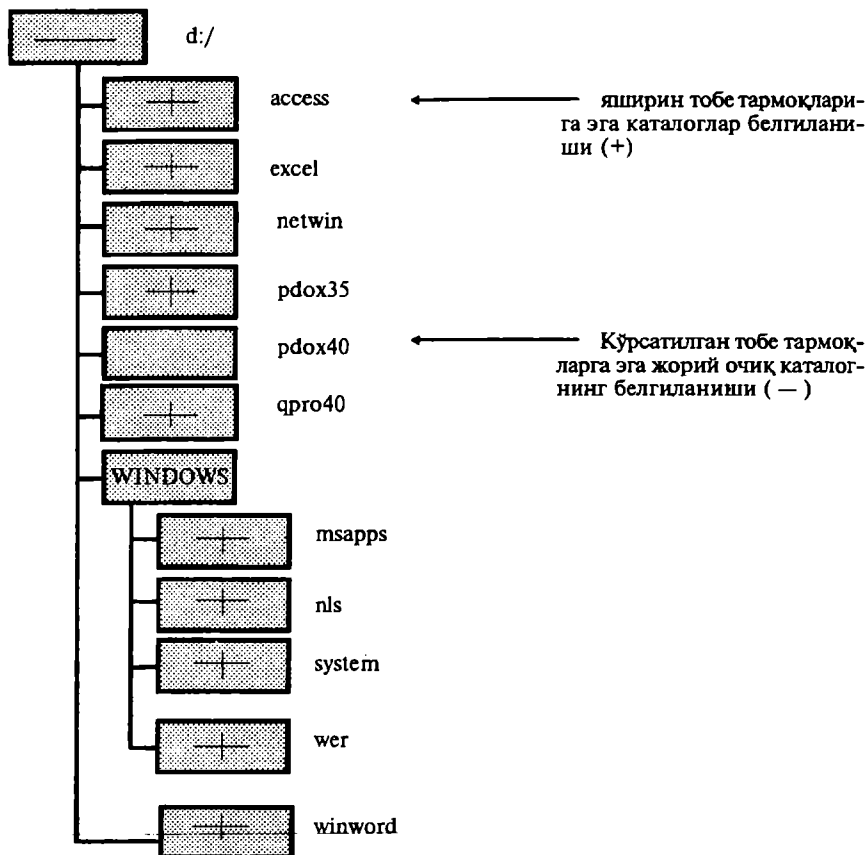 d:/
access
яширин тобе тармоқлари-
га эга каталоглар белгилани-
ши (+)
excel
netwin
pdox35
pdox40
Кўрсатилган тобе тармоқ-
ларга эга жорий очиқ каталог-
нинг белгиланиши ( — )
qpro40
WINDOWS
msapps
nls
system
wer
winword